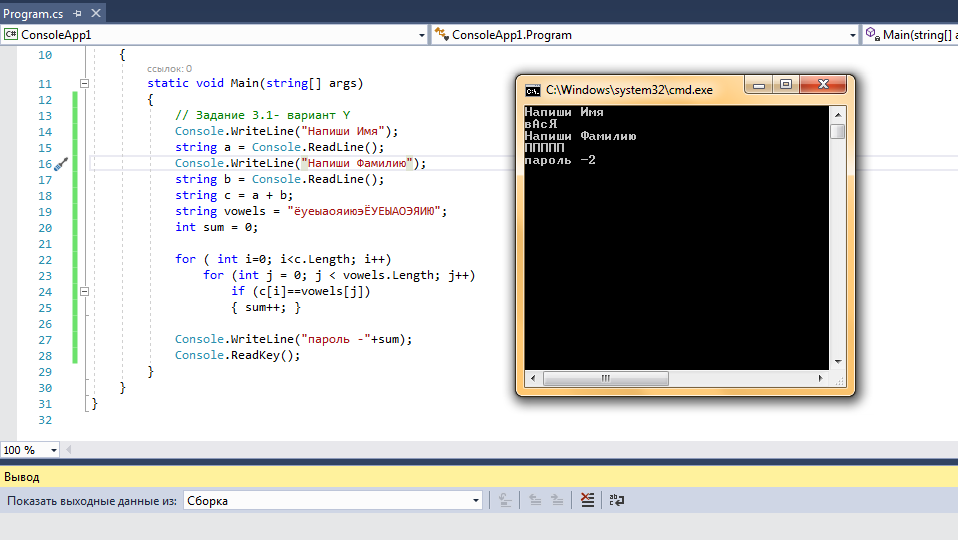 Program.cs
ConsoleApp1
ConsoleApp1.Program
Main(string[] a
10 {
ссылок: 0
11 static void Main(string[] args)
12 {
13 // Задание 3.1- вариант Y
14 Console.WriteLine("Напиши Имя");
15 string a = Console.ReadLine();
16 Console.WriteLine("Напиши Фамилию");
17 string b = Console.ReadLine();
18 string c = a + b;
19 string vowels = "ёуеыаояиюэЁУЕЫАОЭЯИЮ";
20 int sum = 0;
21
22 for ( int i=0; i<c.Length; i++)
23 for (int j = 0; j < vowels.Length; j++)
24 if (c[i]==vowels[j])
25 { sum++; }
26
27 Console.WriteLine("пароль -"+sum);
28 Console.ReadKey();
29 }
30 }
31 }
32
C:\Windows\system32\cmd.exe
Напиши Имя
вАсЯ
Напиши Фамилию
ППППП
пароль -2
100 %
Вывод
Показать выходные данные из: Сборка